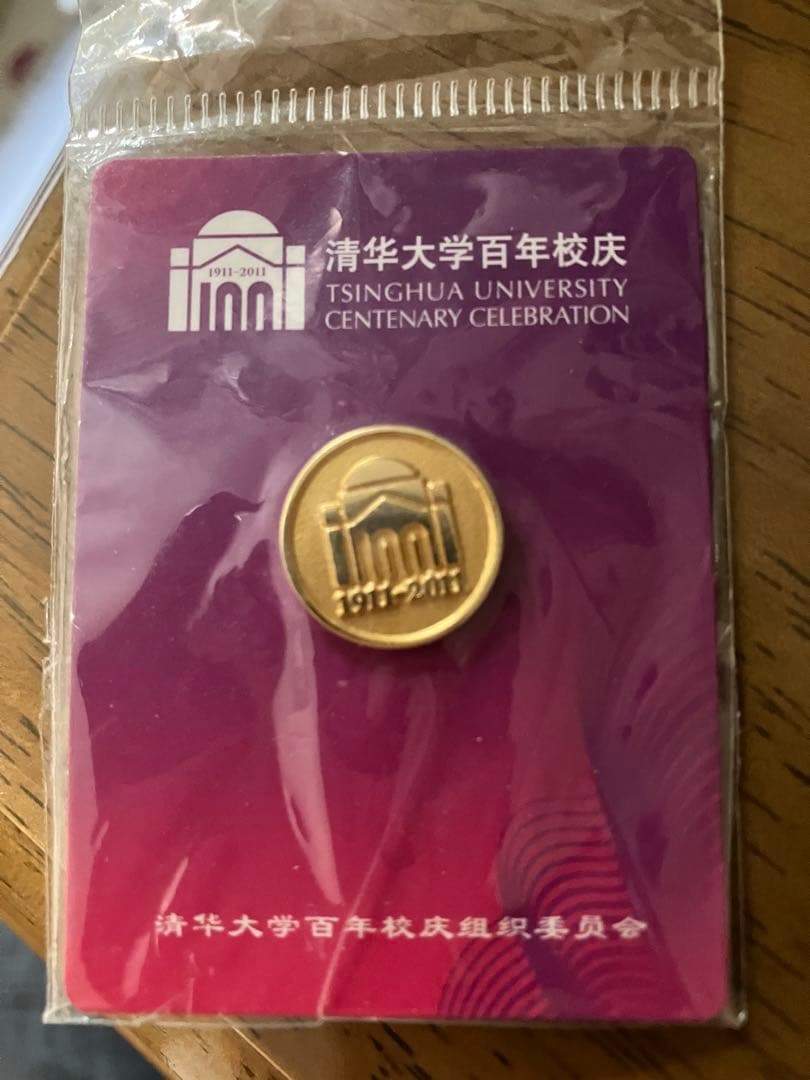 1911-2011
清华大学百年校庆
TSINGHUA UNIVERSITY
CENTENARY CELEBRATION
1911-2011
清华大学百年校庆组织委员会